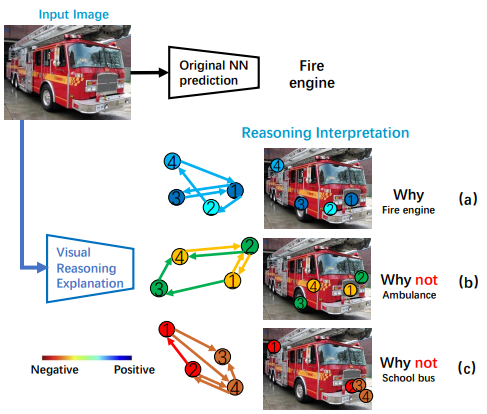 Input Image
Original NN
prediction
Fire
engine
Reasoning Interpretation
4
1
3
2
4
3
2
1
Why
Fire engine
(a)
Visual
Reasoning
Explanation
2
4
1
3
2
4
1
3
Why not
Ambulance
(b)
1
3
2
4
1
2
3
4
Why not
School bus
(c)
Negative
Positive